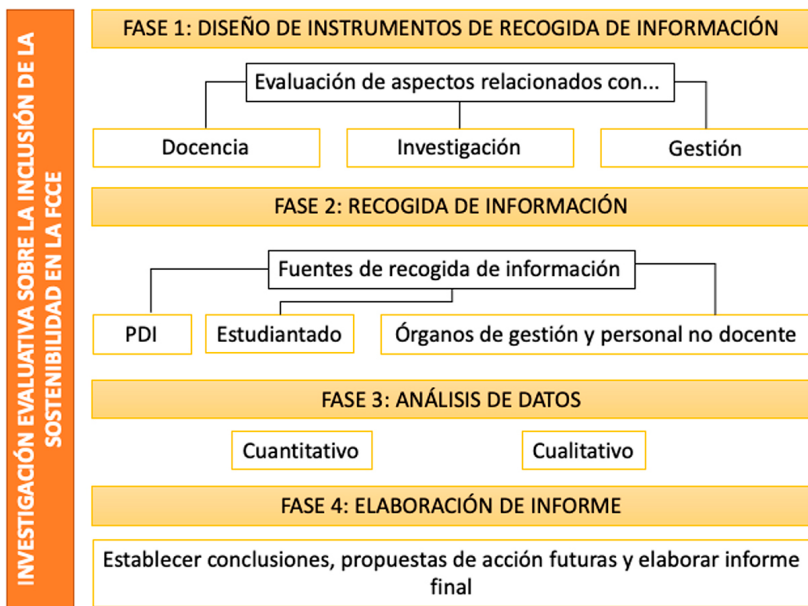 INVESTIGACIÓN EVALUATIVA SOBRE LA INCLUSIÓN DE LA
SOSTENIBILIDAD EN LA FCCE
FASE 1: DISEÑO DE INSTRUMENTOS DE RECOGIDA DE INFORMACIÓN
Evaluación de aspectos relacionados con...
Docencia
Investigación
Gestión
FASE 2: RECOGIDA DE INFORMACIÓN
Fuentes de recogida de información
PDI
Estudiantado
Órganos de gestión y personal no docente
FASE 3: ANÁLISIS DE DATOS
Cuantitativo
Cualitativo
FASE 4: ELABORACIÓN DE INFORME
Establecer conclusiones, propuestas de acción futuras y elaborar informe
final